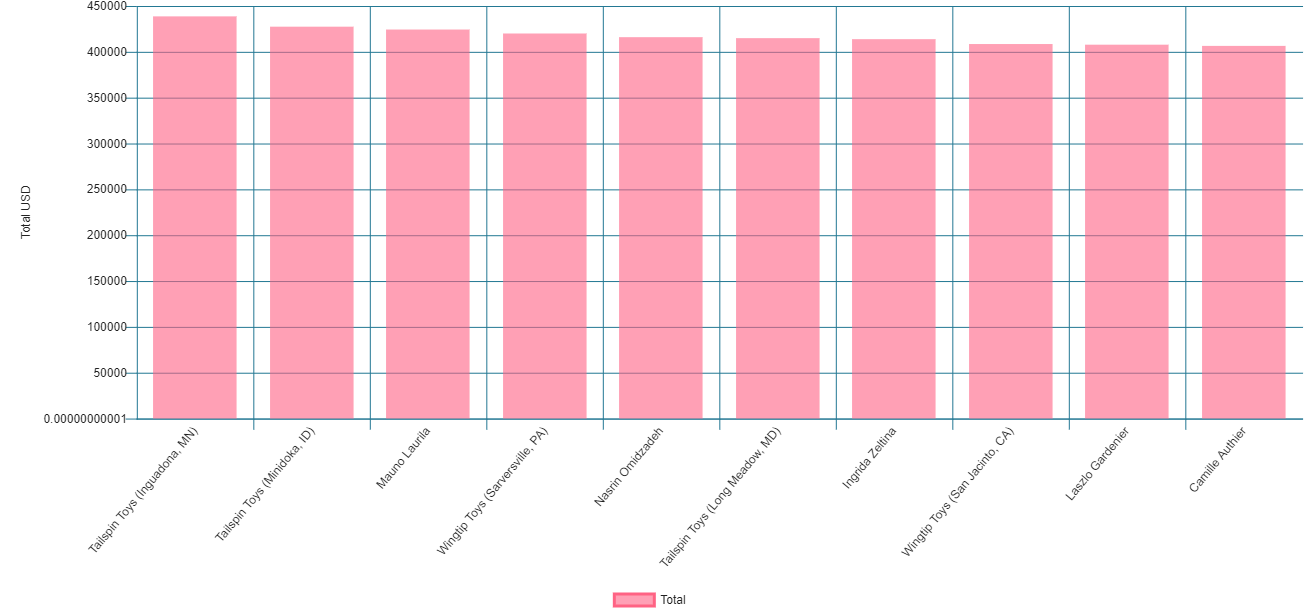 450000
400000
350000
300000
250000
200000
150000
100000
50000
0.00000000001
Total USD
Tailspin Toys (Inguadona, MN)
Tailspin Toys (Minidoka, ID)
Mauno Laurila
Wingtip Toys (Sarversville, PA)
Nasrin Omidzadeh
Tailspin Toys (Long Meadow, MD)
Ingrida Zeltina
Wingtip Toys (San Jacinto, CA)
Laszlo Gardenier
Camille Authier
Total